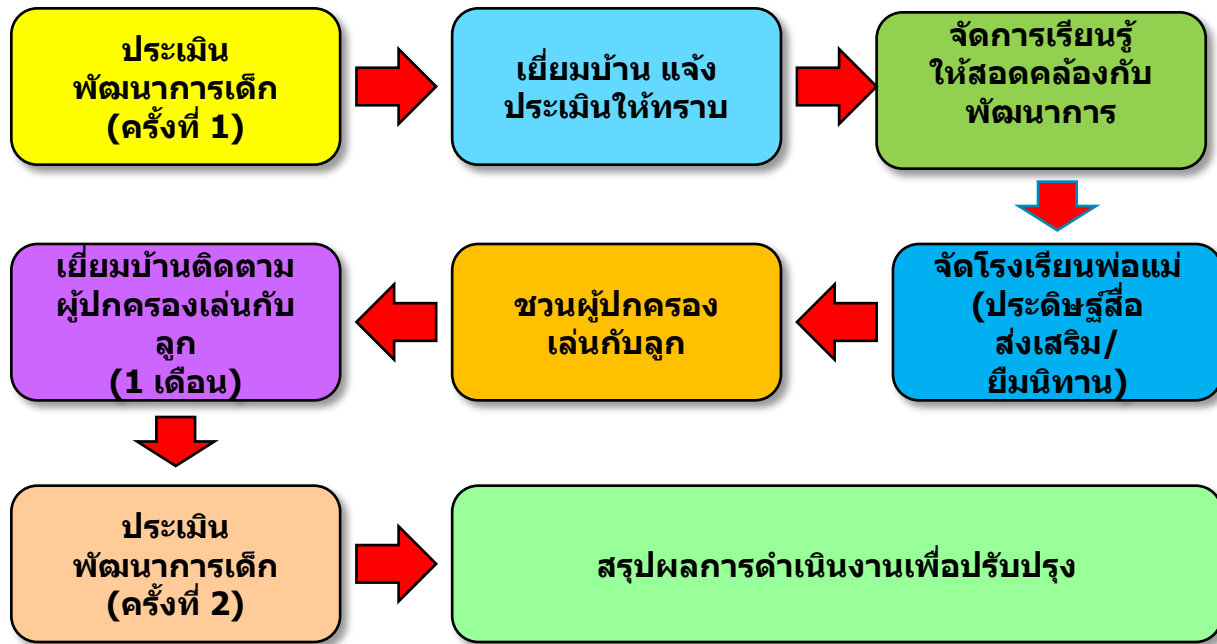 ประเมิน
พัฒนาการเด็ก
(ครั้งที่ 1)
เยี่ยมบ้าน แจ้ง
ประเมินให้ทราบ
จัดการเรียนรู้
ให้สอดคล้องกับ
พัฒนาการ
จัดโรงเรียนพ่อแม่
(ประดิษฐ์สื่อ
ส่งเสริม/
ยืมนิทาน)
ชวนผู้ปกครอง
เล่นกับลูก
เยี่ยมบ้านติดตาม
ผู้ปกครองเล่นกับ
ลูก
(1 เดือน)
ประเมิน
พัฒนาการเด็ก
(ครั้งที่ 2)
สรุปผลการดำเนินงานเพื่อปรับปรุง